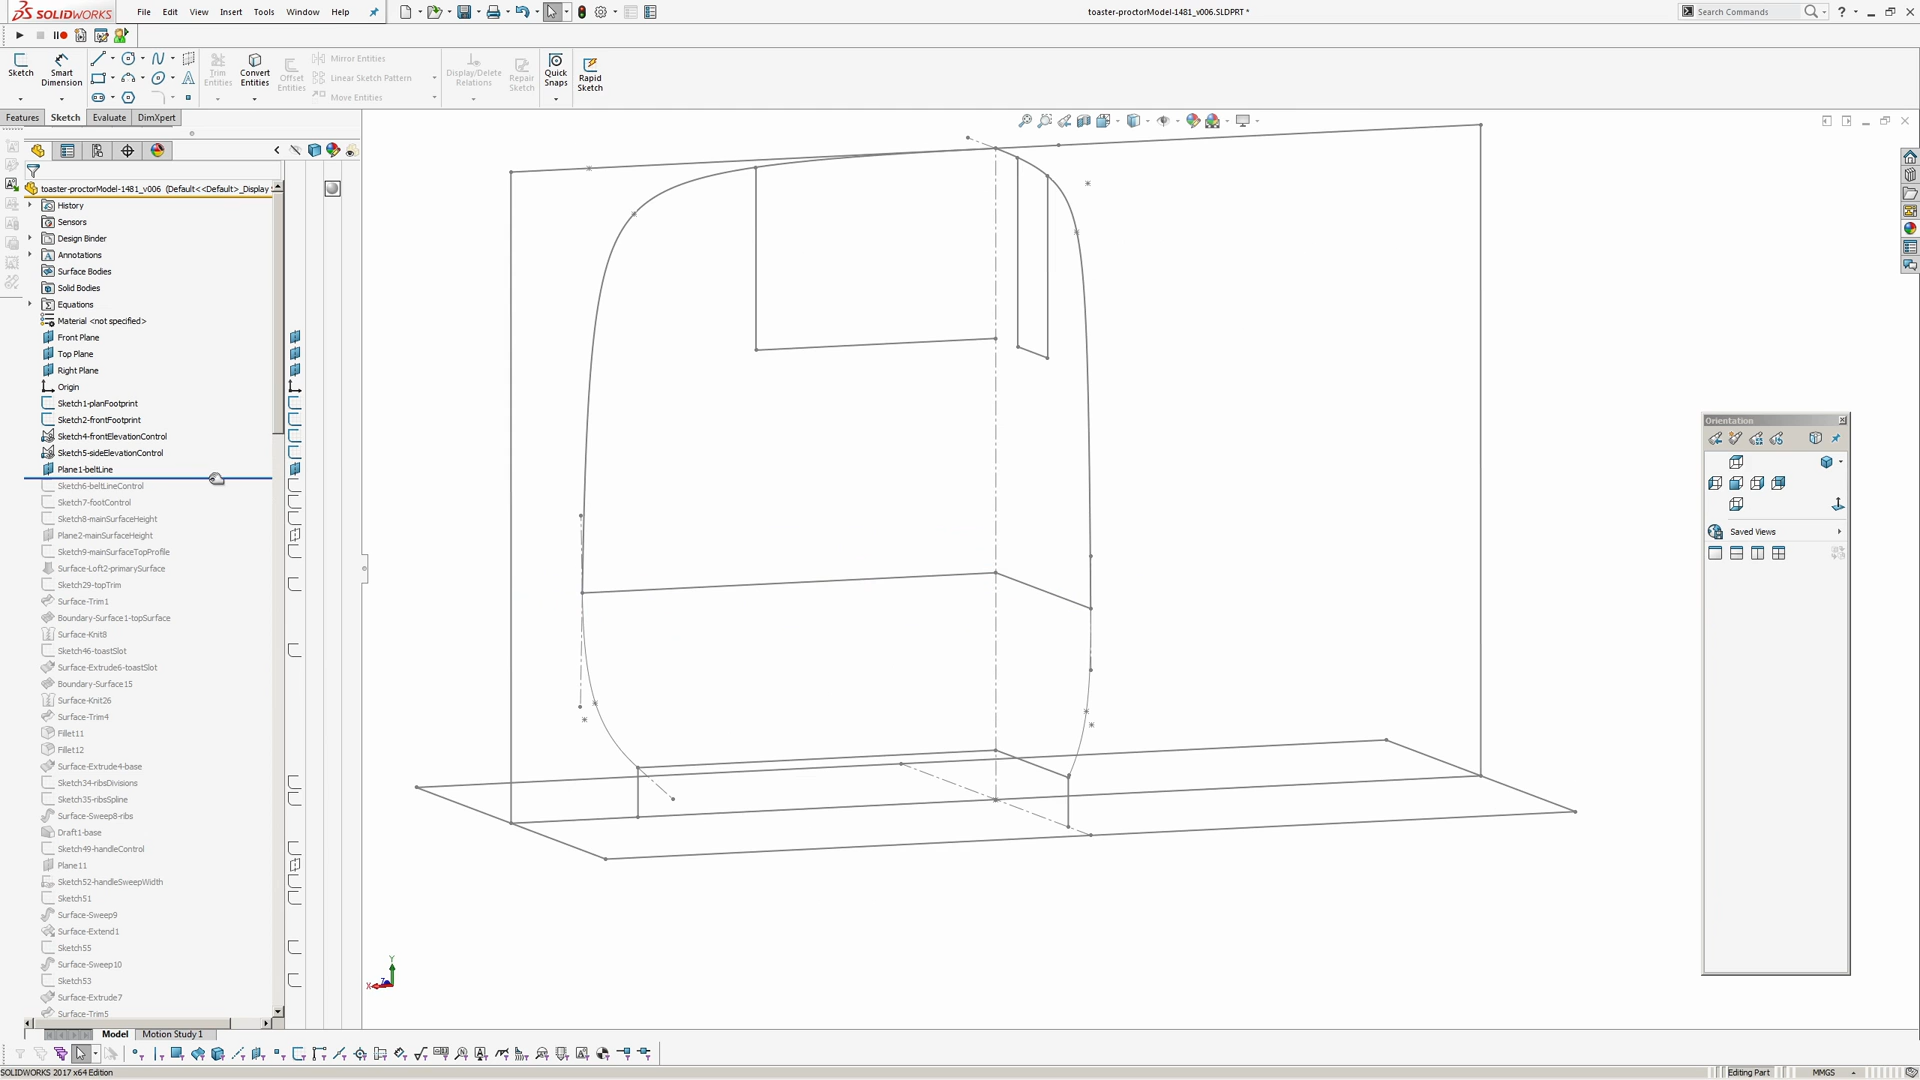 SOLIDWORKS
File Edit View Insert Tools Window Help
toaster-proctorModel-1481_v006.SLDPRT *
Search Commands
Sketch
Smart Dimension
Trim Entities
Convert Entities
Offset Entities
Mirror Entities
Linear Sketch Pattern
Move Entities
Display/Delete Relations
Repair Sketch
Quick Snaps
Rapid Sketch
Features Sketch Evaluate DimXpert
toaster-proctorModel-1481_v006 (Default<<Default>_Display
History
Sensors
Design Binder
Annotations
Surface Bodies
Solid Bodies
Equations
Material <not specified>
Front Plane
Top Plane
Right Plane
Origin
Sketch1-planFootprint
Sketch2-frontFootprint
Sketch4-frontElevationControl
Sketch5-sideElevationControl
Plane1-beltLine
Sketch6-beltLineControl
Sketch7-footControl
Sketch8-mainSurfaceHeight
Plane2-mainSurfaceHeight
Sketch9-mainSurfaceTopProfile
Surface-Loft2-primarySurface
Sketch29-topTrim
Surface-Trim1
Boundary-Surface1-topSurface
Surface-Knit8
Sketch46-toastSlot
Surface-Extrude6-toastSlot
Boundary-Surface15
Surface-Knit26
Surface-Trim4
Fillet11
Fillet12
Surface-Extrude4-base
Sketch34-ribsDivisions
Sketch35-ribsSpline
Surface-Sweep8-ribs
Draft1-base
Sketch49-handleControl
Plane11
Sketch52-handleSweepWidth
Sketch51
Surface-Sweep9
Surface-Extend1
Sketch55
Surface-Sweep10
Sketch53
Surface-Extrude7
Surface-Trim5
Orientation
Saved Views
Y
X
Z
Model Motion Study 1
SOLIDWORKS 2017 x64 Edition
Editing Part
MMGS